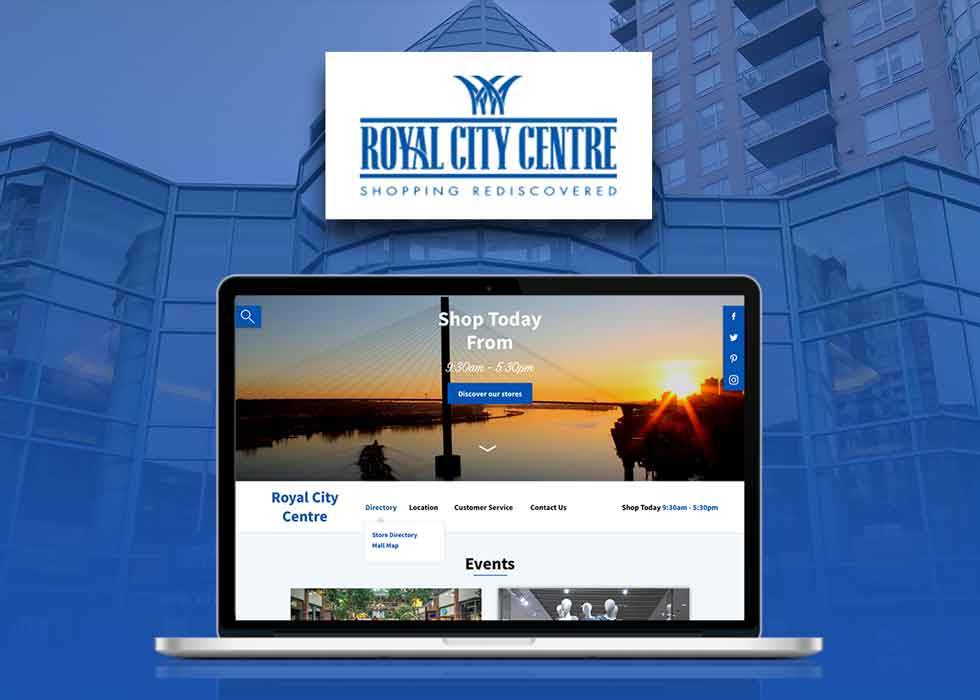 ROYAL CITY CENTRE
SHOPPING REDISCOVERED
Shop Today
From
9:30am - 5:30pm
Discover our stores
Royal City
Centre
Directory Location Customer Service Contact Us
Shop Today 9:30am - 5:30pm
Store Directory
Mall Map
Events